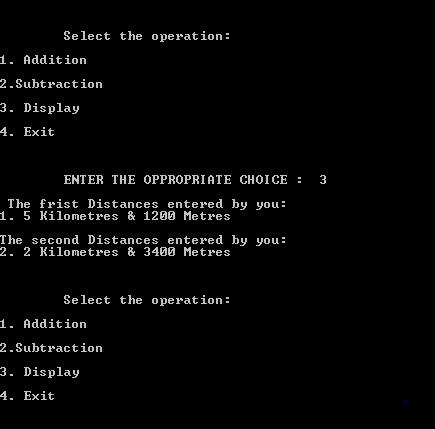 Select the operation:
1. Addition
2.Subtraction
3. Display
4. Exit
ENTER THE OPPROPRIATE CHOICE : 3
The frist Distances entered by you:
1. 5 Kilometres & 1200 Metres
The second Distances entered by you:
2. 2 Kilometres & 3400 Metres
Select the operation:
1. Addition
2.Subtraction
3. Display
4. Exit